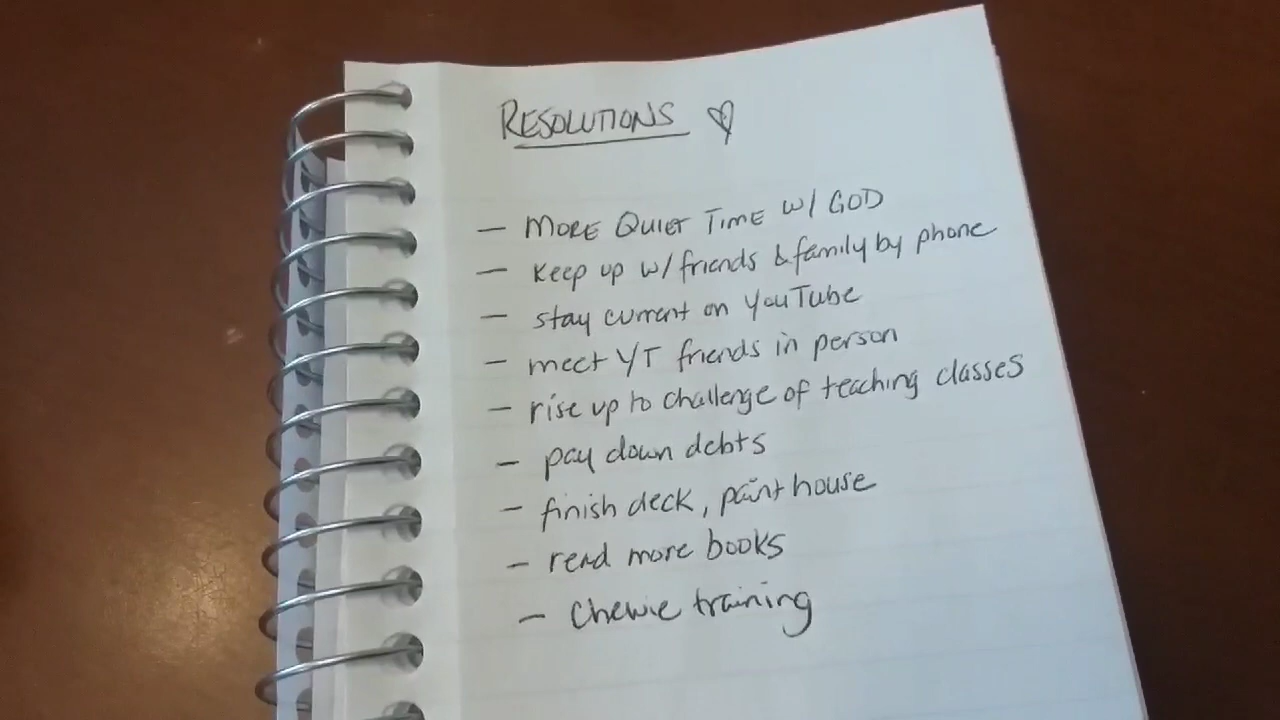 RESOLUTIONS ♡
— MORE QUIET TIME W/ GOD
— keep up w/ friends & family by phone
— stay current on YouTube
— meet YT friends in person
— rise up to challenge of teaching classes
— pay down debts
— finish deck, paint house
— read more books
— Chewie training